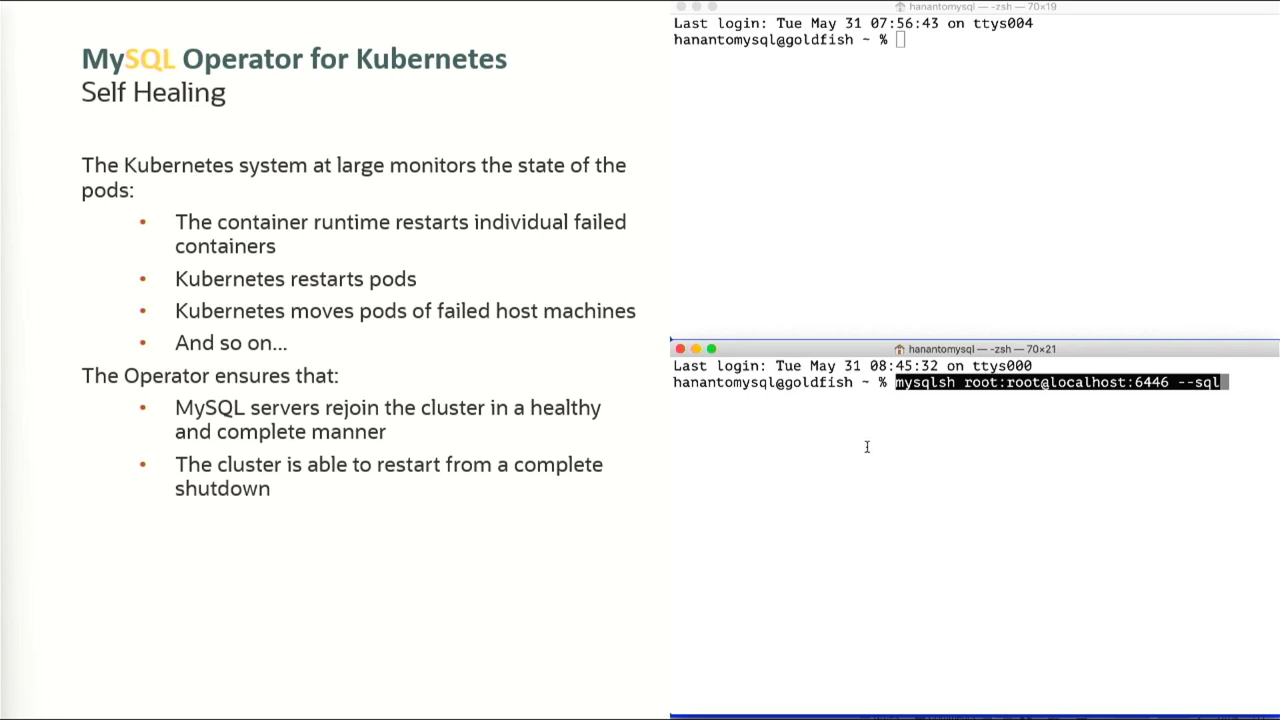 MySQL Operator for Kubernetes
Self Healing
The Kubernetes system at large monitors the state of the
pods:
• The container runtime restarts individual failed
containers
• Kubernetes restarts pods
• Kubernetes moves pods of failed host machines
• And so on...
The Operator ensures that:
• MySQL servers rejoin the cluster in a healthy
and complete manner
• The cluster is able to restart from a complete
shutdown
hanantomysql — -zsh — 70×19
Last login: Tue May 31 07:56:43 on ttys004
hanantomysql@goldfish ~ %
hanantomysql — -zsh — 70×21
Last login: Tue May 31 08:45:32 on ttys000
hanantomysql@goldfish ~ % mysqlsh root:root@localhost:6446 --sql